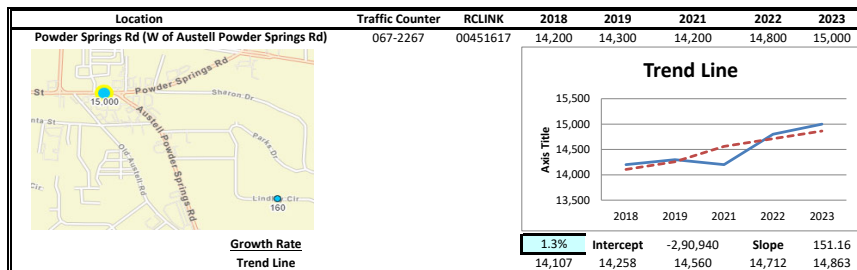 Location Traffic Counter RCLINK 2018 2019 2021 2022 2023
Powder Springs Rd (W of Austell Powder Springs Rd) 067-2267 00451617 14,200 14,300 14,200 14,800 15,000
Powder Springs Rd
St
15,000
Sharon Dr
nta St
Austell Powder Springs Rd
Old Austell Rd
Parks Dr
Clr
160
Trend Line
Axis Title
15,500
15,000
14,500
14,000
13,500
2018 2019 2021 2022 2023
Growth Rate 1.3% Intercept -2,90,940 Slope 151.16
Trend Line 14,107 14,258 14,560 14,712 14,863